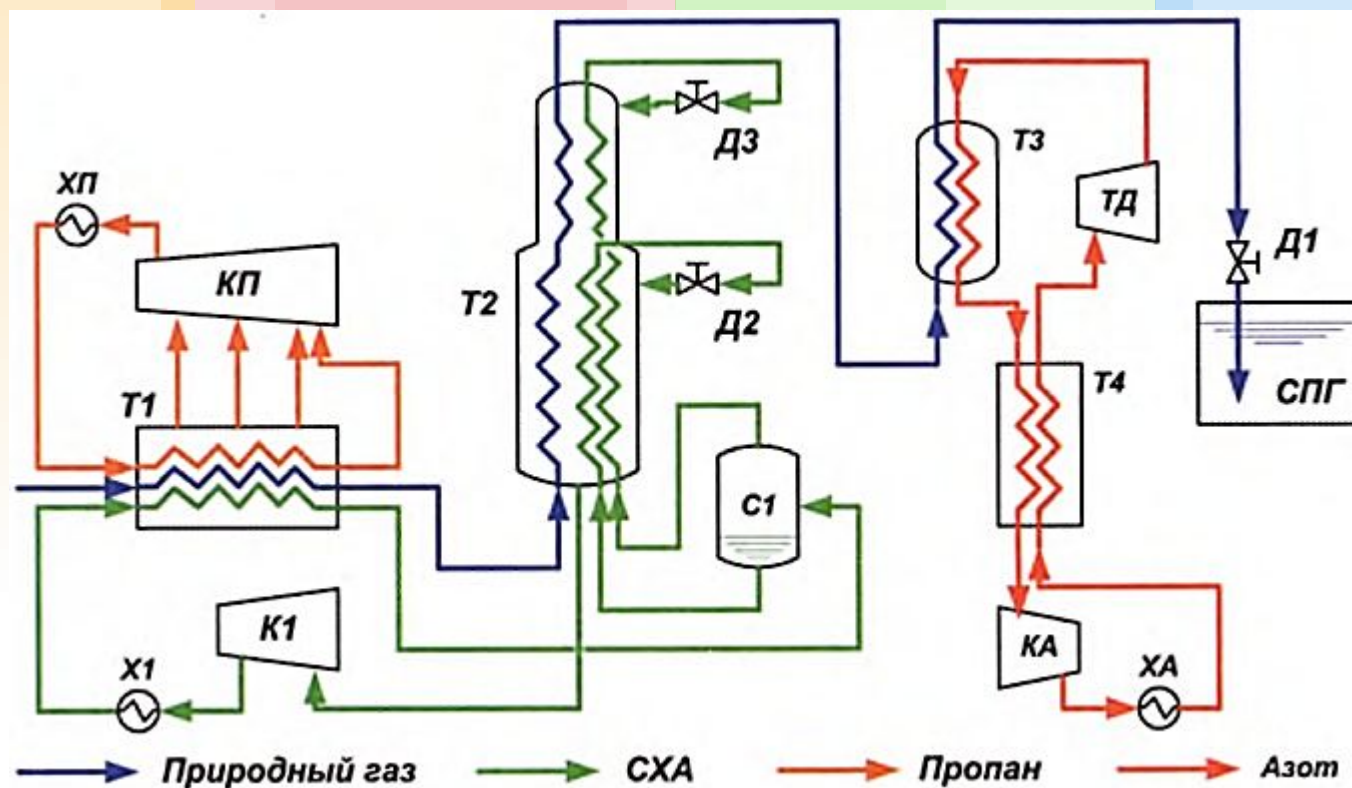 Д3
Т3
ХП
ТД
КП
Д1
Т2
Д2
Т1
Т4
СПГ
С1
К1
КА
Х1
ХА
Природный газ
СХА
Пропан
Азот